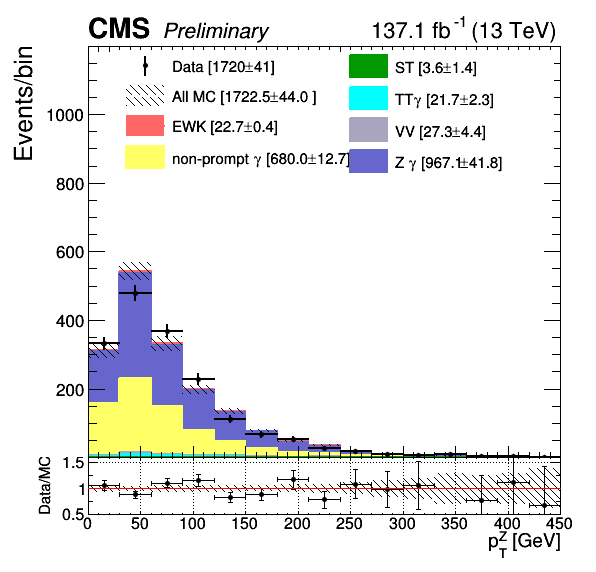 CMS Preliminary 137.1 fb⁻¹ (13 TeV)
Events/bin
Data [1720±41]
All MC [1722.5±44.0 ]
EWK [22.7±0.4]
non-prompt γ [680.0±12.7]
ST [3.6±1.4]
TTγ [21.7±2.3]
VV [27.3±4.4]
Z γ [967.1±41.8]
1000
800
600
400
200
Data/MC
1.5
1
0.5
0 50 100 150 200 250 300 350 400 450
p_T^Z [GeV]